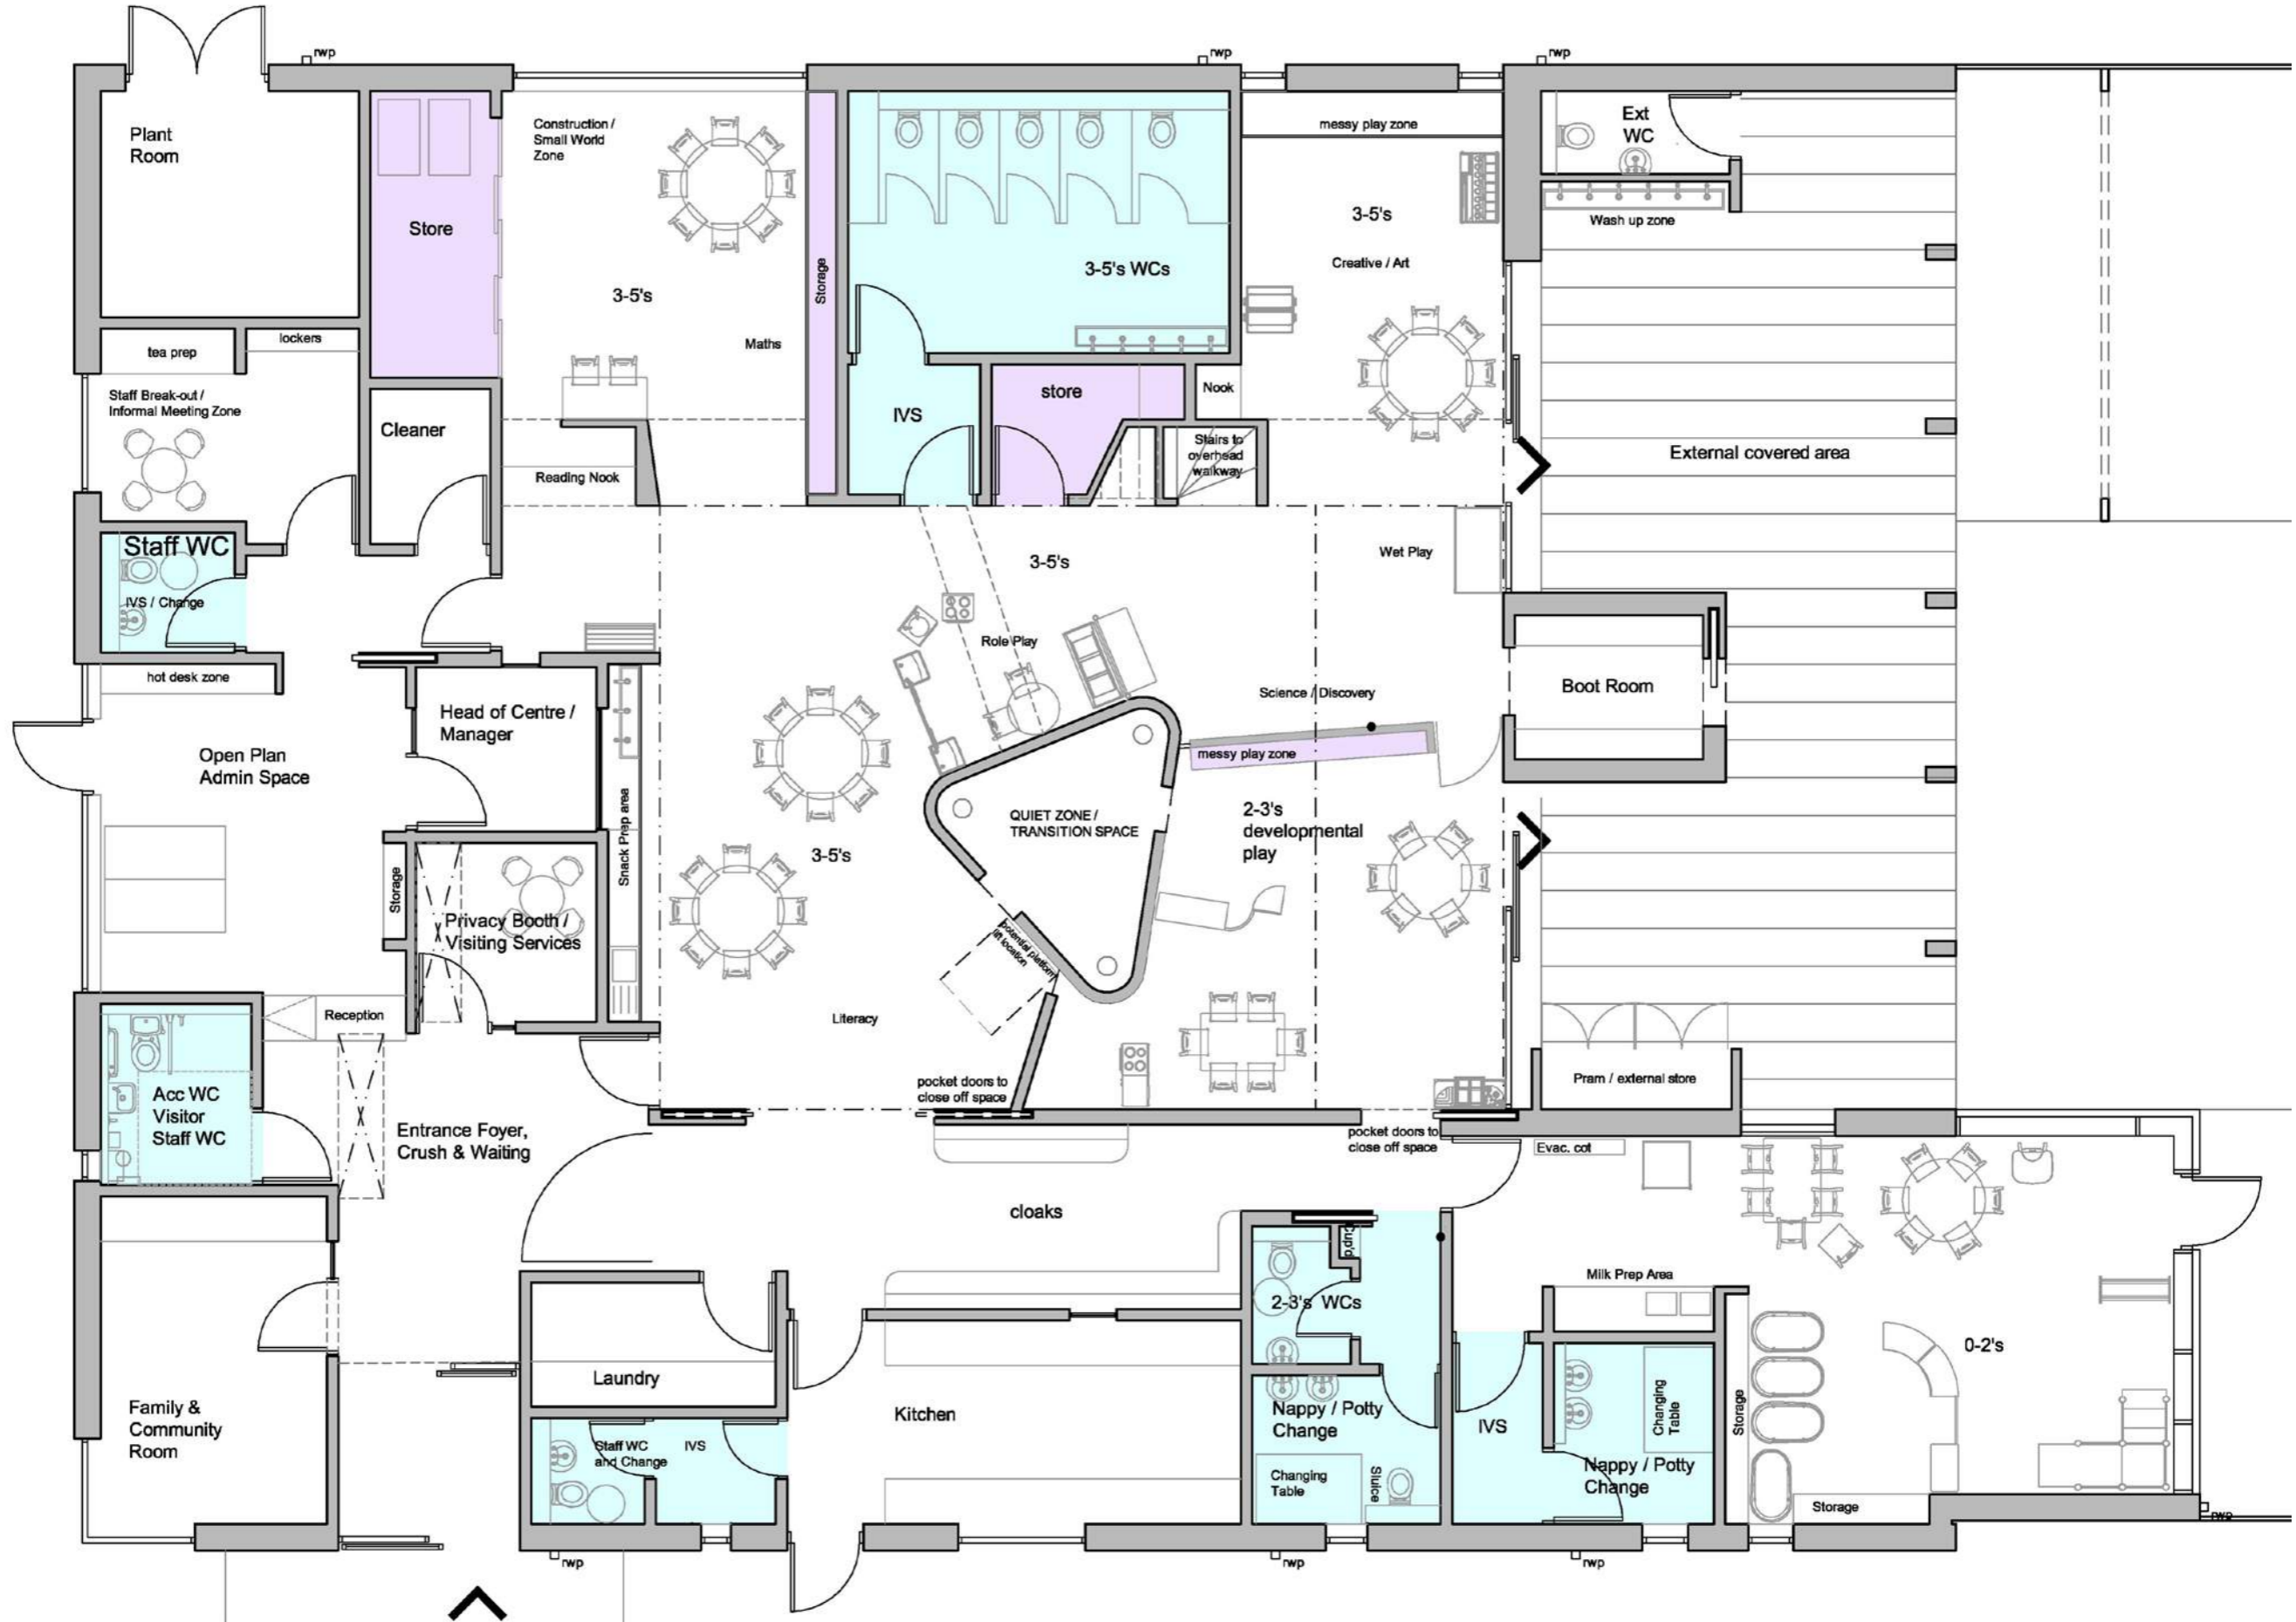 rwp
rwp
rwp
Plant
Room
Store
Construction /
Small World
Zone
3-5's
Maths
Storage
3-5's WCs
messy play zone
3-5's
Creative / Art
Ext
WC
Wash up zone
tea prep
lockers
Staff Break-out /
Informal Meeting Zone
Cleaner
Reading Nook
IVS
store
Nook
Stairs to
overhead
walkway
External covered area
Staff WC
IVS / Change
3-5's
Wet Play
Role Play
hot desk zone
Head of Centre /
Manager
Open Plan
Admin Space
Science / Discovery
Boot Room
messy play zone
Snack Prep area
QUIET ZONE /
TRANSITION SPACE
2-3's
developmental
play
3-5's
Storage
Privacy Booth /
Visiting Services
potential platform
lift location
Reception
Literacy
Acc WC
Visitor
Staff WC
Entrance Foyer,
Crush & Waiting
pocket doors to
close off space
Pram / external store
pocket doors to
close off space
Evac. cot
cloaks
Cup'd
2-3's WCs
Milk Prep Area
0-2's
Laundry
Family &
Community
Room
Kitchen
Staff WC
and Change
IVS
Nappy / Potty
Change
Changing
Table
Sluice
IVS
Changing
Table
Nappy / Potty
Change
Storage
Storage
rwp
rwp
rwp
rwp